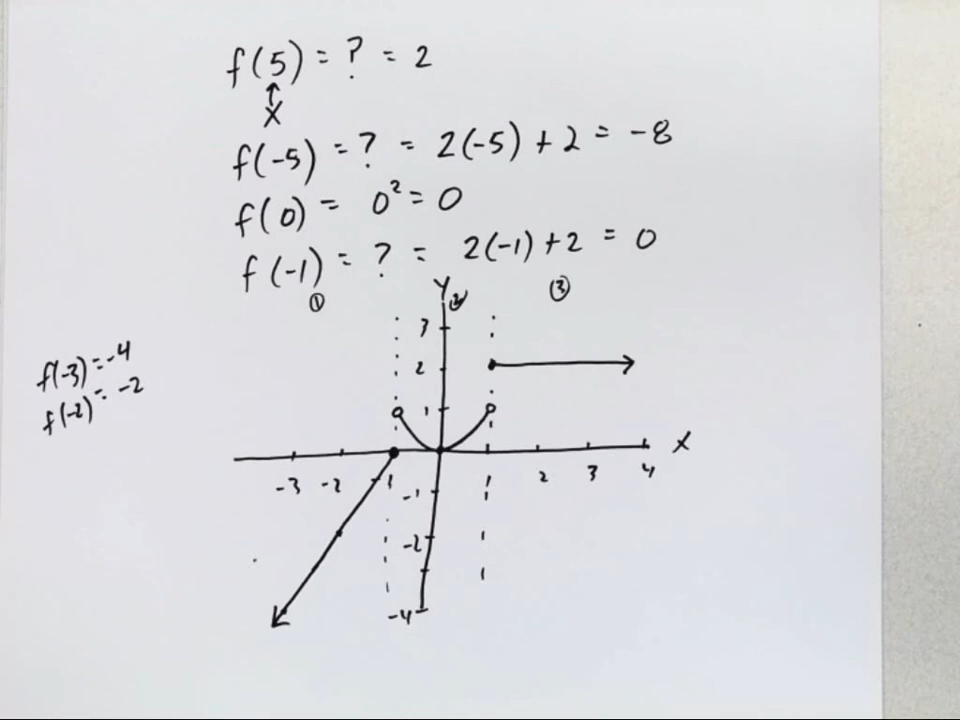 f(5) = ? = 2
↑
X
f(-5) = ? = 2(-5) + 2 = -8
f(0) = 0² = 0
f(-1) = ? = 2(-1) + 2 = 0
① Y ② ③
3
f(-3) = -4
2
f(-2) = -2
1
X
-3 -2 -1 1 2 3 4
-1
-2
-4